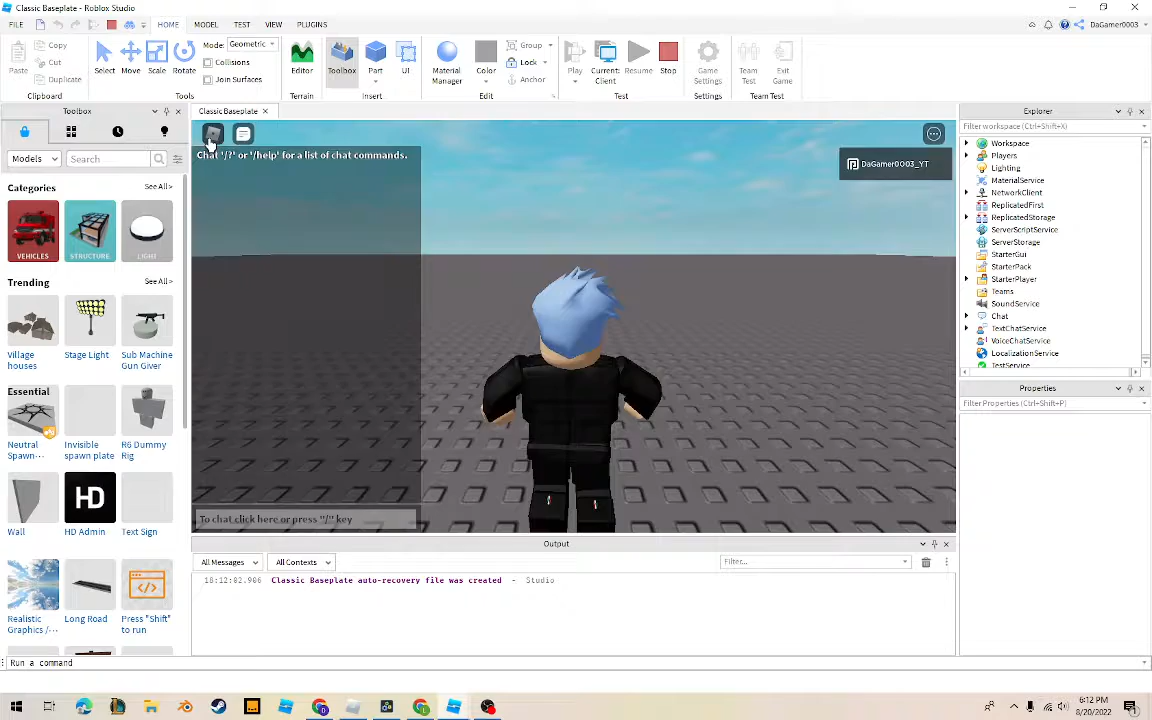 Classic Baseplate - Roblox Studio
FILE HOME MODEL TEST VIEW PLUGINS DaGamer0003
Paste Copy Cut Duplicate Clipboard
Select Move Scale Rotate Mode: Geometric Collisions Join Surfaces Tools
Editor Terrain
Toolbox Part UI Insert
Material Manager Color Group Lock Anchor Edit
Play Current: Client Resume Stop Test
Game Settings Settings
Team Test Exit Game Team Test
Toolbox
Models Search
Categories See All>
VEHICLES STRUCTURE LIGHT
Trending See All>
Village houses
Stage Light
Sub Machine Gun Giver
Essential
Neutral Spawn...
Invisible spawn plate
R6 Dummy Rig
HD
Wall
HD Admin
Text Sign
Realistic Graphics /...
Long Road
Press "Shift" to run
Classic Baseplate
Chat '/?' or '/help' for a list of chat commands.
DaGamer0003_YT
To chat click here or press "/" key
Output
All Messages All Contexts Filter...
18:12:02.906 Classic Baseplate auto-recovery file was created - Studio
Explorer
Filter workspace (Ctrl+Shift+X)
Workspace
Players
Lighting
MaterialService
NetworkClient
ReplicatedFirst
ReplicatedStorage
ServerScriptService
ServerStorage
StarterGui
StarterPack
StarterPlayer
Teams
SoundService
Chat
TextChatService
VoiceChatService
LocalizationService
TestService
Properties
Filter Properties (Ctrl+Shift+P)
Run a command
6:12 PM
8/20/2022